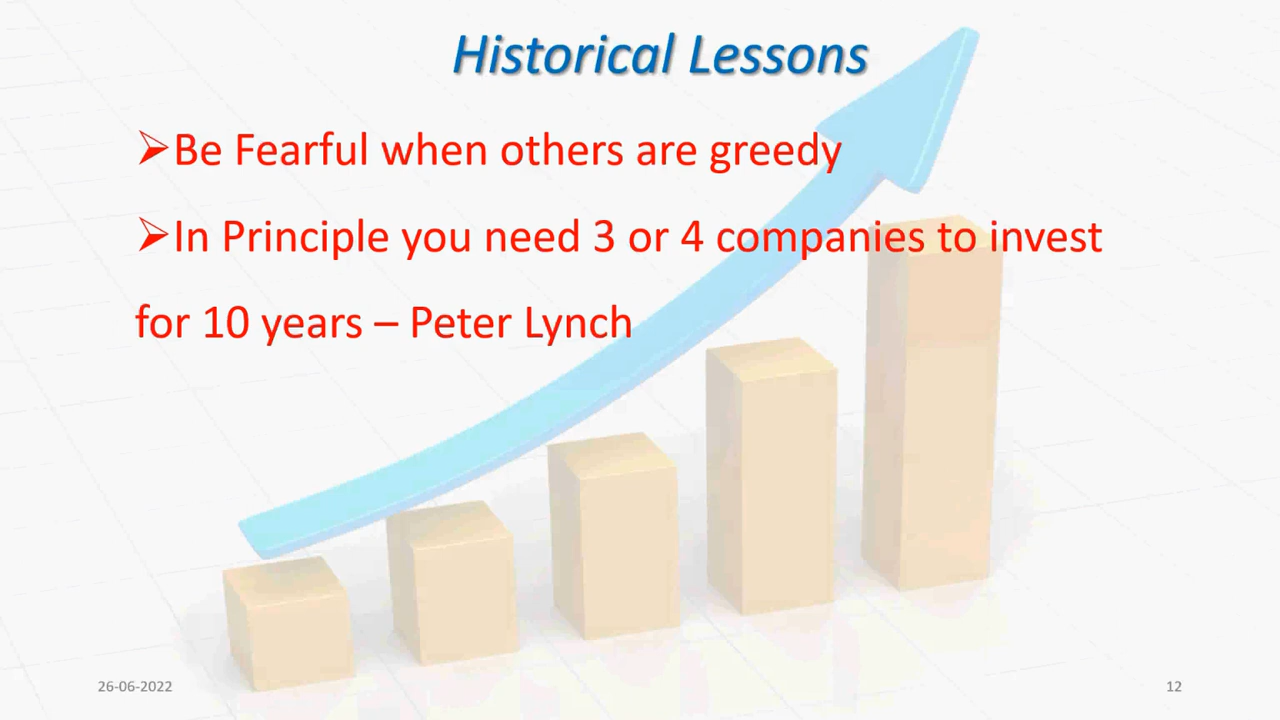 Historical Lessons
➢Be Fearful when others are greedy
➢In Principle you need 3 or 4 companies to invest
for 10 years – Peter Lynch
26-06-2022
12